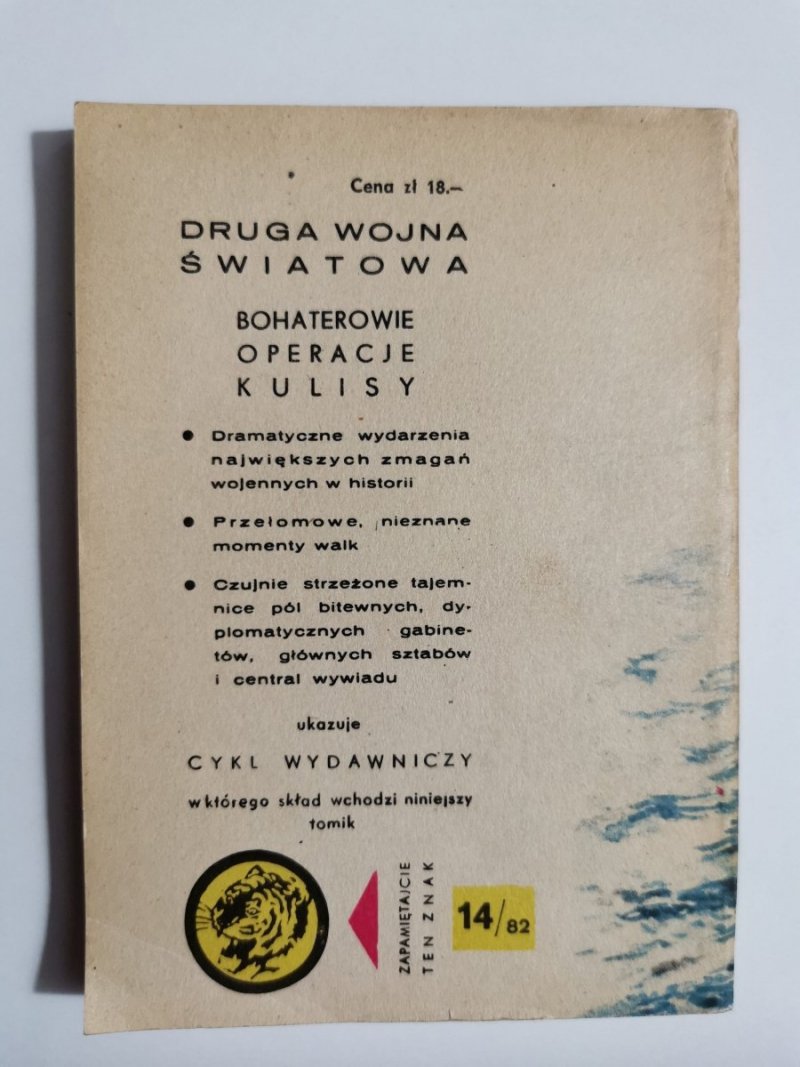 Cena zł 18.—
DRUGA WOJNA
ŚWIATOWA
BOHATEROWIE
OPERACJE
KULISY
● Dramatyczne wydarzenia
największych zmagań
wojennych w historii
● Przełomowe, nieznane
momenty walk
● Czujnie strzeżone tajem-
nice pól bitewnych, dy-
plomatycznych gabine-
tów, głównych sztabów
i central wywiadu
ukazuje
CYKL WYDAWNICZY
w którego skład wchodzi niniejszy
tomik
ZAPAMIĘTAJCIE
TEN ZNAK
14/82